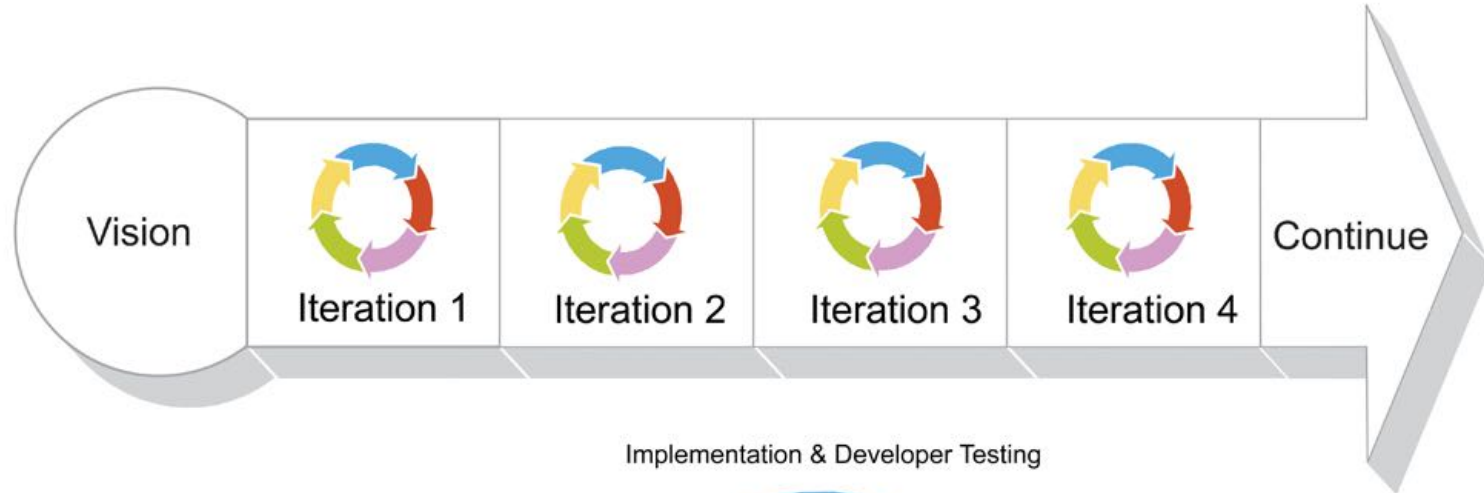 Vision
Iteration 1
Iteration 2
Iteration 3
Iteration 4
Continue
Implementation & Developer Testing